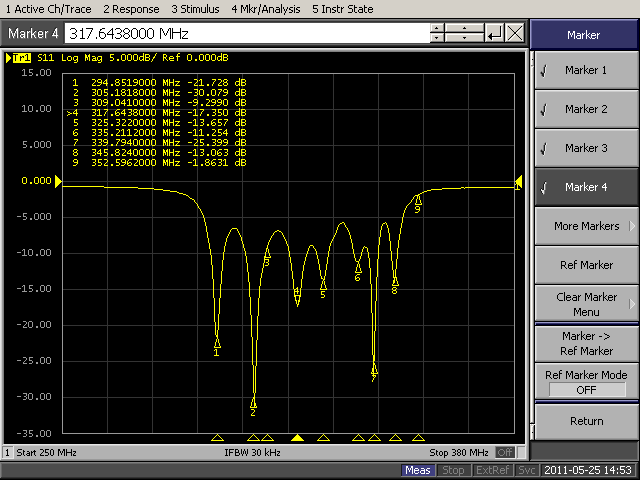 1 Active Ch/Trace 2 Response 3 Stimulus 4 Mkr/Analysis 5 Instr State
Marker 4 317.6438000 MHz
Tr1 S11 Log Mag 5.000dB/ Ref 0.000dB
15.00
10.00
5.000
0.000
-5.000
-10.00
-15.00
-20.00
-25.00
-30.00
-35.00
1 294.8519000 MHz -21.728 dB
2 305.1818000 MHz -30.079 dB
3 309.0410000 MHz -9.2990 dB
>4 317.6438000 MHz -17.350 dB
5 325.3220000 MHz -13.657 dB
6 335.2112000 MHz -11.254 dB
7 339.7940000 MHz -25.399 dB
8 345.8240000 MHz -13.063 dB
9 352.5962000 MHz -1.8631 dB
1
2
3
4
5
6
7
8
9
1
1 Start 250 MHz IFBW 30 kHz Stop 380 MHz Off
Marker
Marker 1
Marker 2
Marker 3
Marker 4
More Markers
Ref Marker
Clear Marker
Menu
Marker ->
Ref Marker
Ref Marker Mode
OFF
Return
Meas Stop ExtRef Svc 2011-05-25 14:53